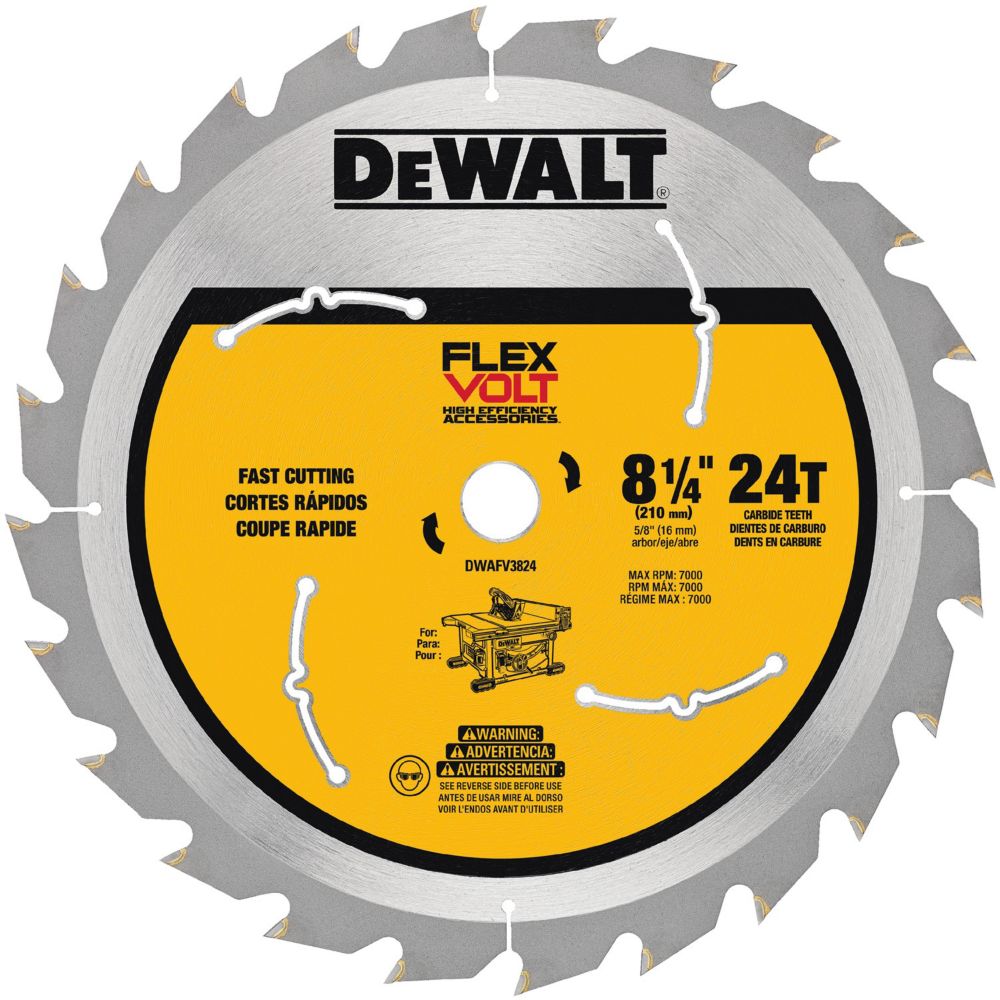 DEWALT®
FLEX
VOLT
HIGH EFFICIENCY
ACCESSORIES™
FAST CUTTING
CORTES RÁPIDOS
COUPE RAPIDE
8 1/4" 24T
(210 mm)
5/8" (16 mm)
arbor/eje/abre
CARBIDE TEETH
DIENTES DE CARBURO
DENTS EN CARBURE
DWAFV3824
MAX RPM: 7000
RPM MÁX: 7000
RÉGIME MAX : 7000
For:
Para:
Pour :
DEWALT
⚠WARNING:
⚠ADVERTENCIA:
⚠AVERTISSEMENT :
SEE REVERSE SIDE BEFORE USE
ANTES DE USAR MIRE AL DORSO
VOIR L'ENDOS AVANT D'UTILISER